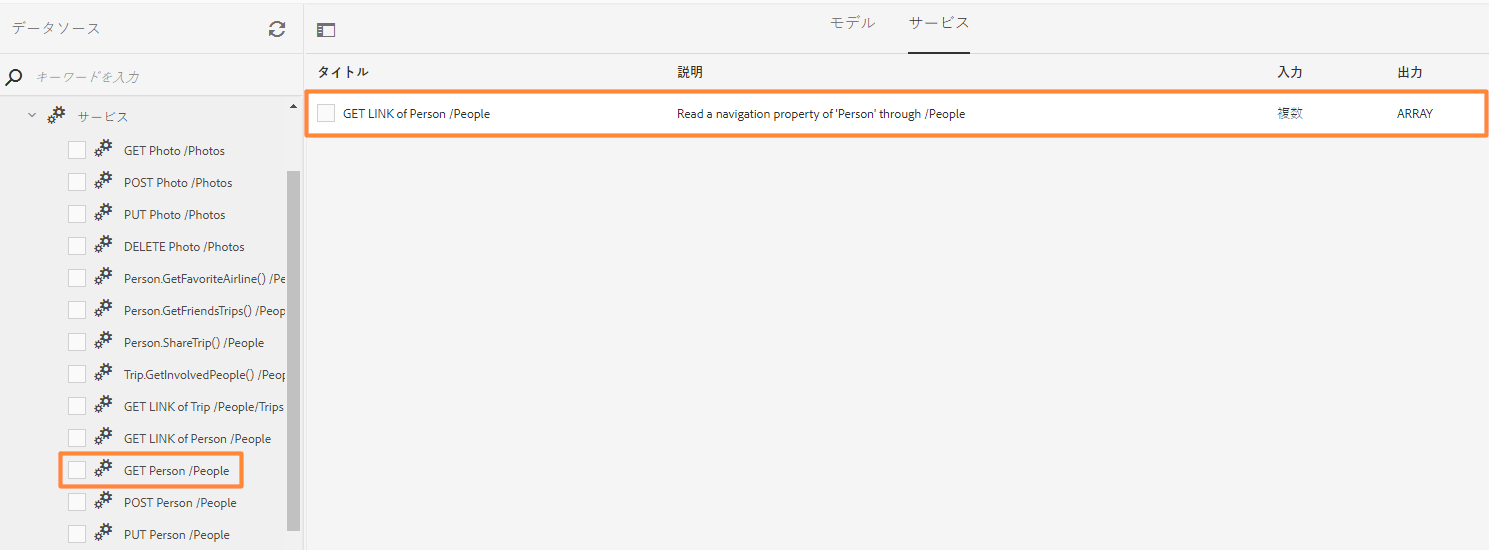 データソース
キーワードを入力
サービス
GET Photo /Photos
POST Photo /Photos
PUT Photo /Photos
DELETE Photo /Photos
Person.GetFavoriteAirline() /Pe
Person.GetFriendsTrips() /Peop
Person.ShareTrip() /People
Trip.GetInvolvedPeople() /Peop
GET LINK of Trip /People/Trips
GET LINK of Person /People
GET Person /People
POST Person /People
PUT Person /People
モデル サービス
タイトル 説明 入力 出力
GET LINK of Person /People Read a navigation property of 'Person' through /People 複数 ARRAY